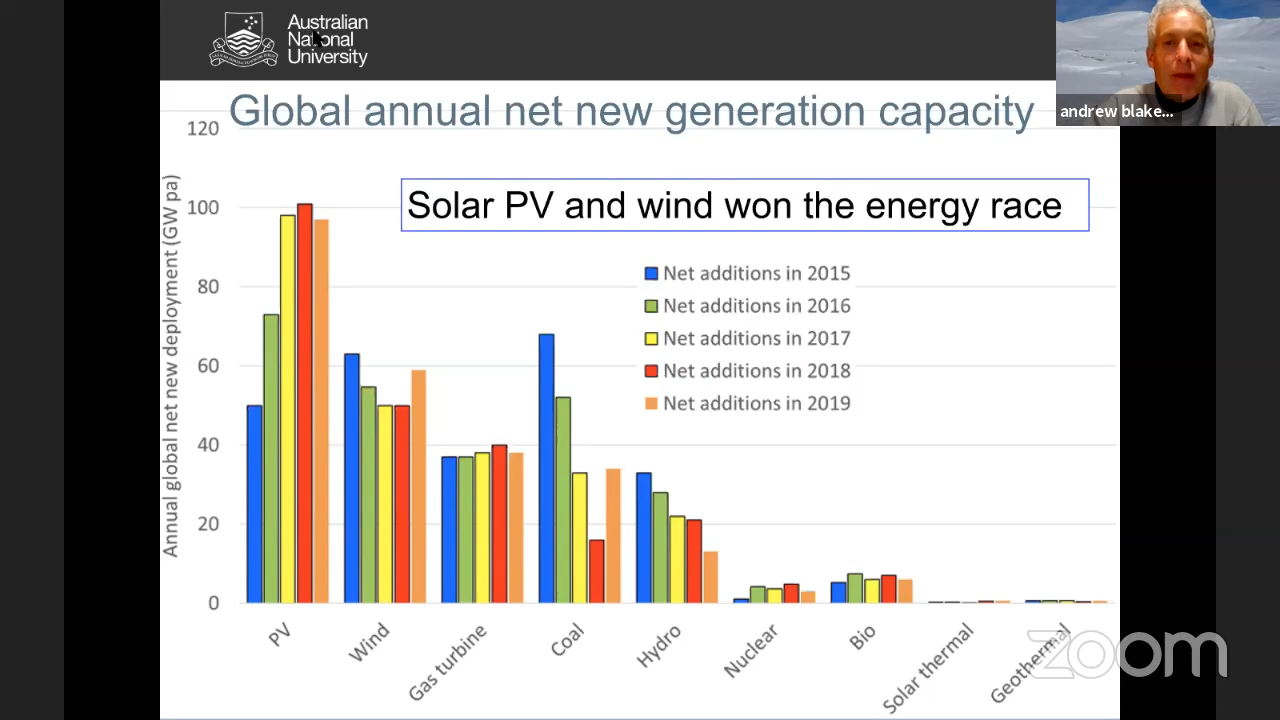 Australian
National
University
andrew blake...
Global annual net new generation capacity
Solar PV and wind won the energy race
Annual global net new deployment (GW pa)
120
100
80
60
40
20
0
Net additions in 2015
Net additions in 2016
Net additions in 2017
Net additions in 2018
Net additions in 2019
PV
Wind
Gas turbine
Coal
Hydro
Nuclear
Bio
Solar thermal
Geothermal
zoom